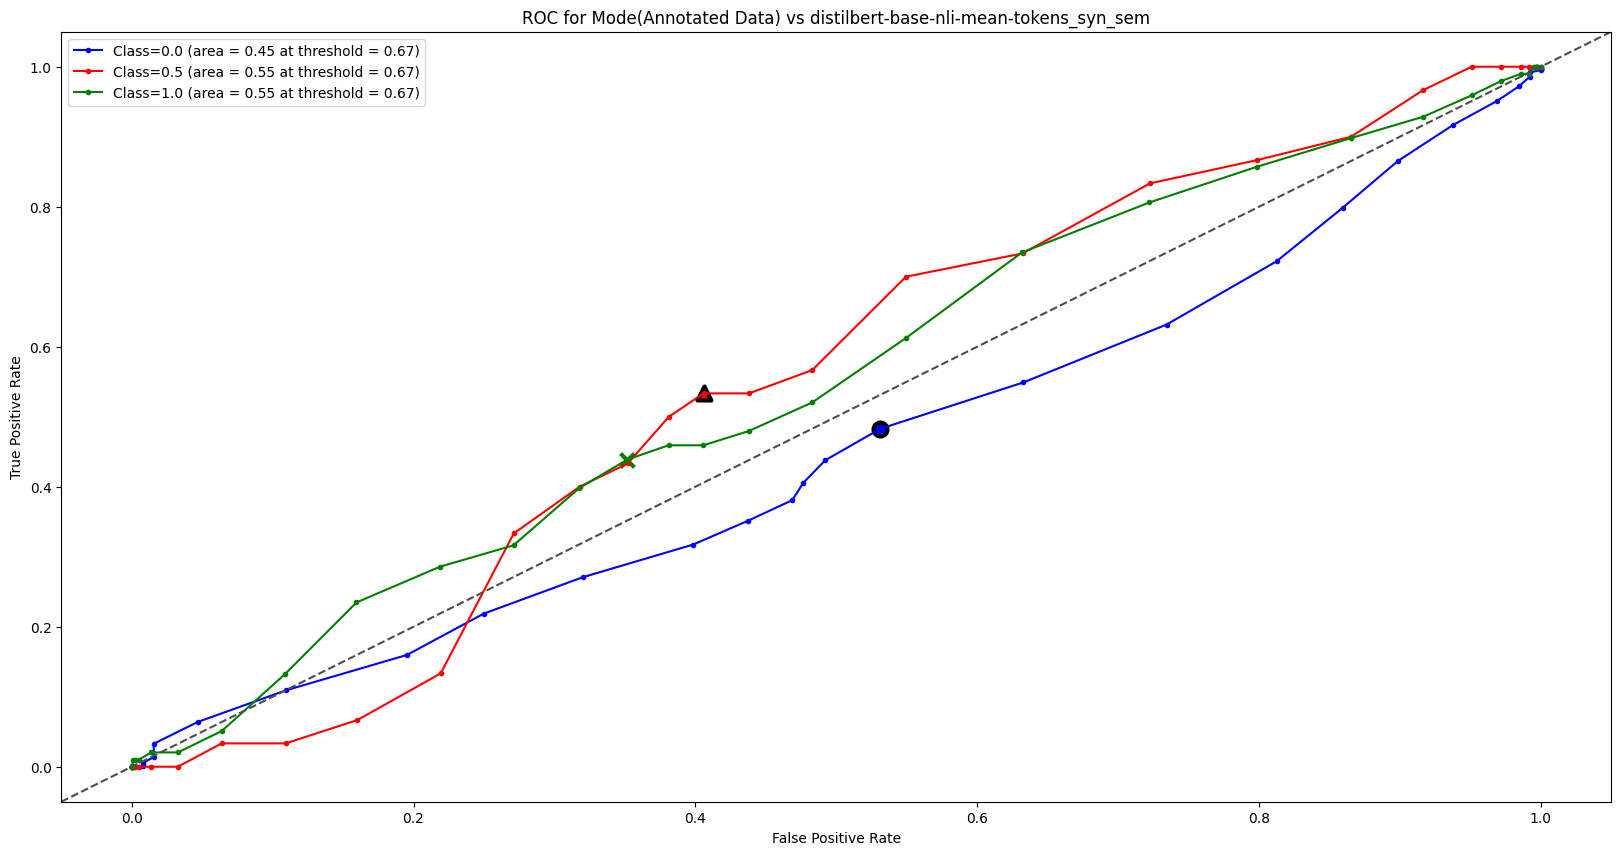 ROC for Mode(Annotated Data) vs distilbert-base-nli-mean-tokens_syn_sem
Class=0.0 (area = 0.45 at threshold = 0.67)
Class=0.5 (area = 0.55 at threshold = 0.67)
Class=1.0 (area = 0.55 at threshold = 0.67)
True Positive Rate
1.0
0.8
0.6
0.4
0.2
0.0
0.0 0.2 0.4 0.6 0.8 1.0
False Positive Rate